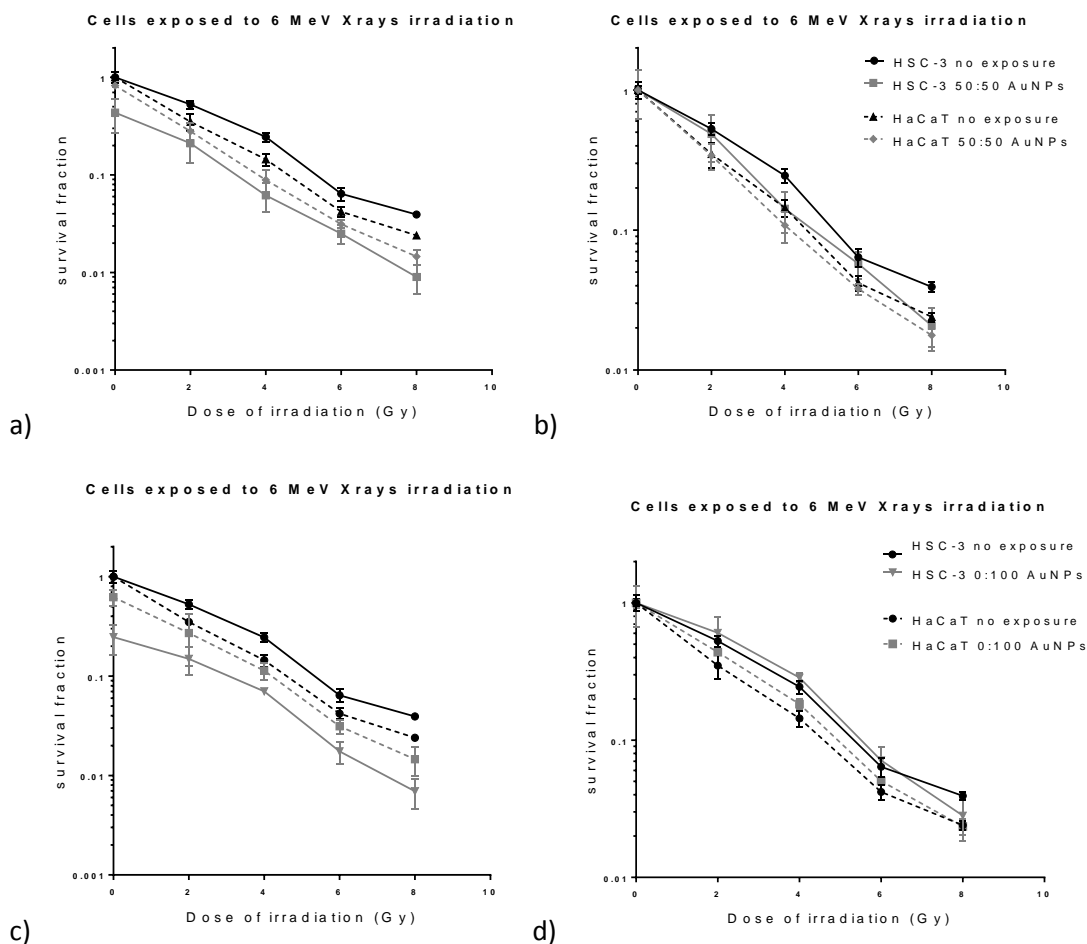 Cells exposed to 6 MeV Xrays irradiation
1
0.1
0.01
0.001
survival fraction
0 2 4 6 8 10
Dose of irradiation (Gy)
a)
Cells exposed to 6 MeV Xrays irradiation
HSC-3 no exposure
HSC-3 50:50 AuNPs
HaCaT no exposure
HaCaT 50:50 AuNPs
1
0.1
0.01
survival fraction
0 2 4 6 8 10
Dose of irradiation (Gy)
b)
Cells exposed to 6 MeV Xrays irradiation
1
0.1
0.01
0.001
survival fraction
0 2 4 6 8 10
Dose of irradiation (Gy)
c)
Cells exposed to 6 MeV Xrays irradiation
HSC-3 no exposure
HSC-3 0:100 AuNPs
HaCaT no exposure
HaCaT 0:100 AuNPs
1
0.1
0.01
survival fraction
0 2 4 6 8 10
Dose of irradiation (Gy)
d)